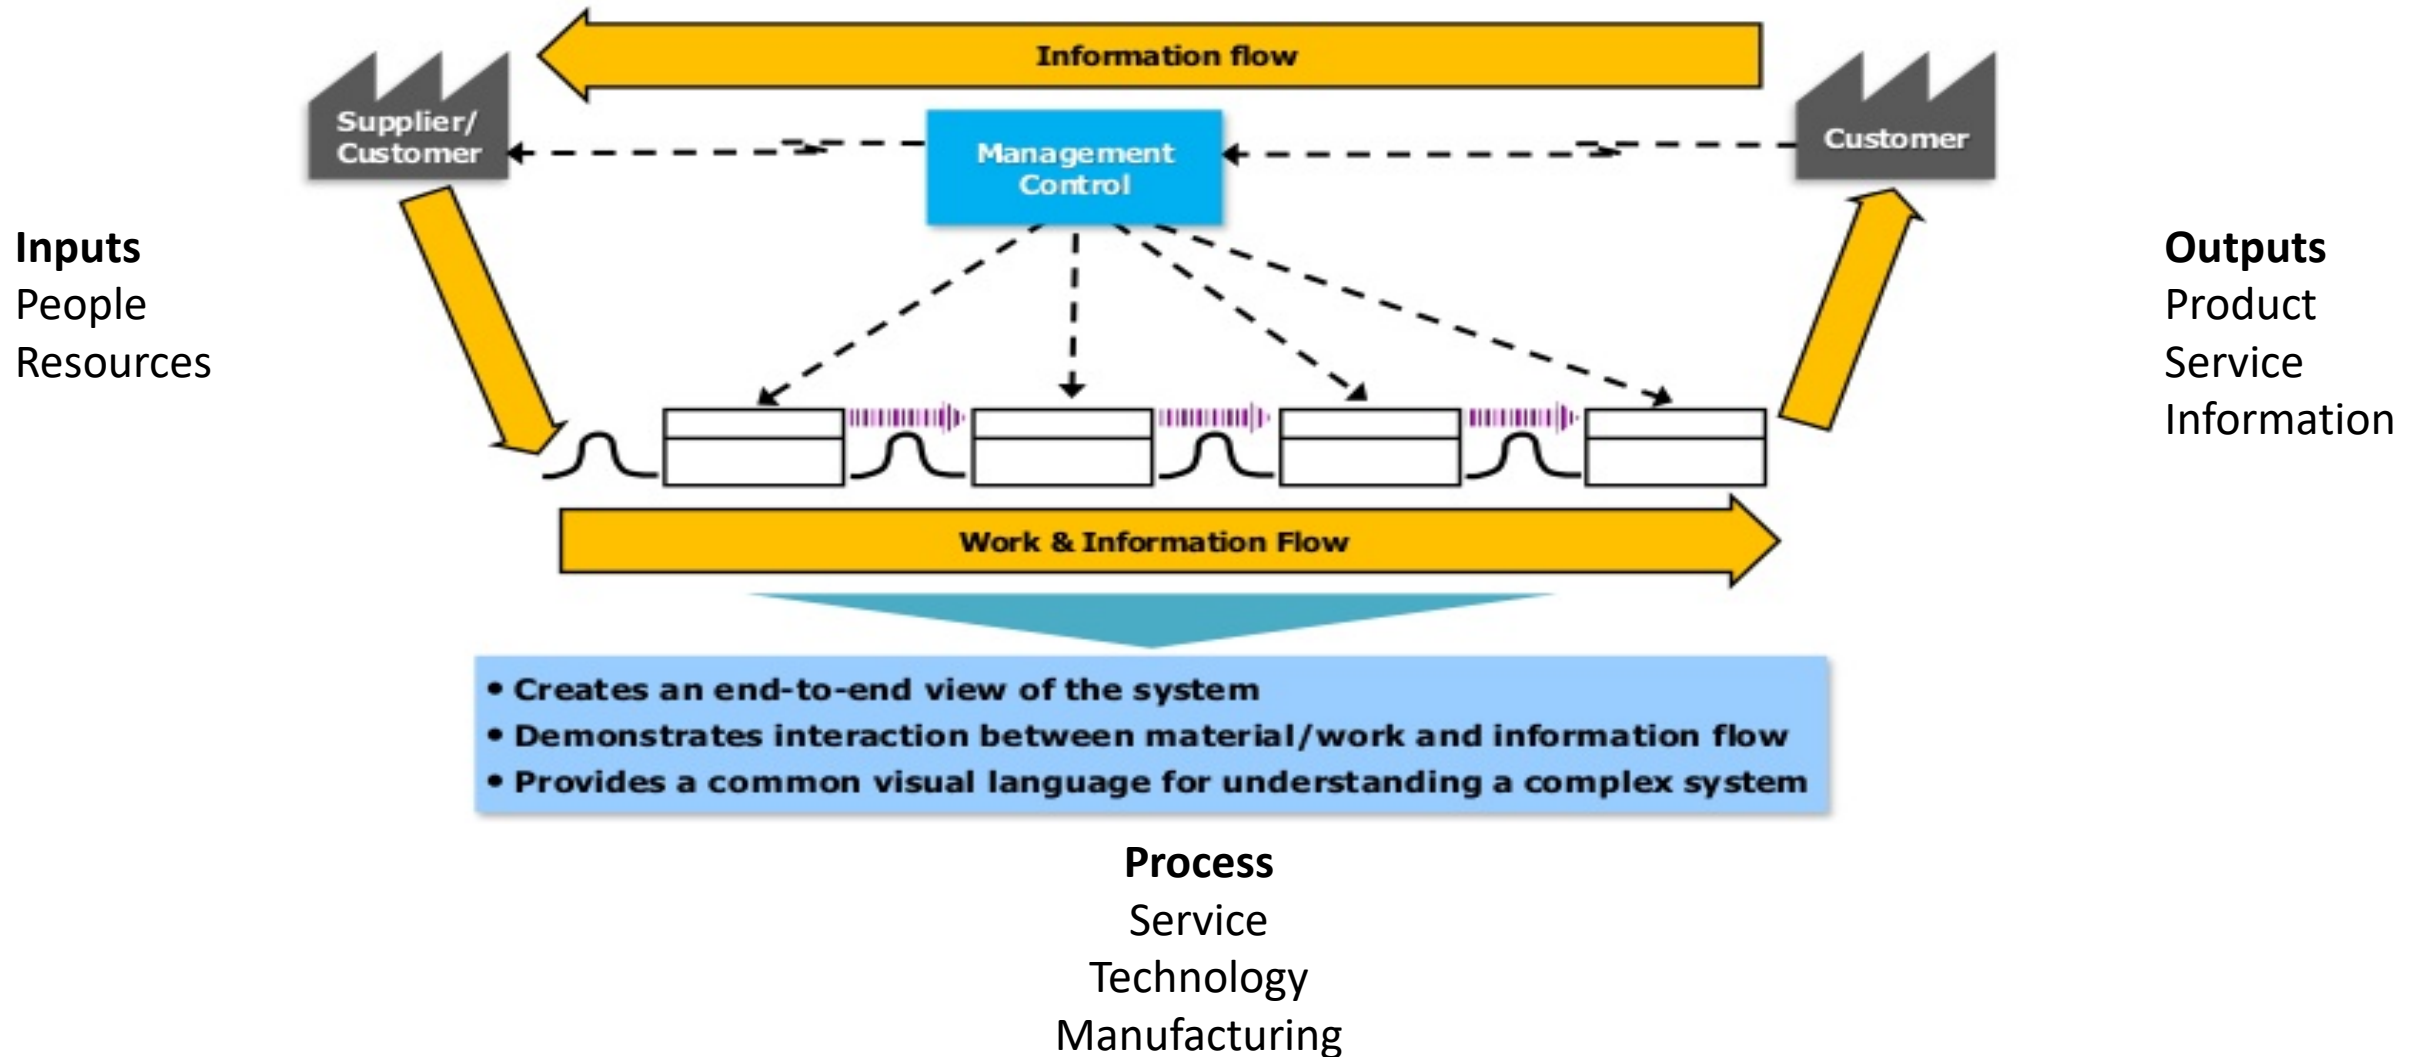 Information flow
Supplier/
Customer
Management
Control
Customer
Inputs
People
Resources
Outputs
Product
Service
Information
Work & Information Flow
• Creates an end-to-end view of the system
• Demonstrates interaction between material/work and information flow
• Provides a common visual language for understanding a complex system
Process
Service
Technology
Manufacturing